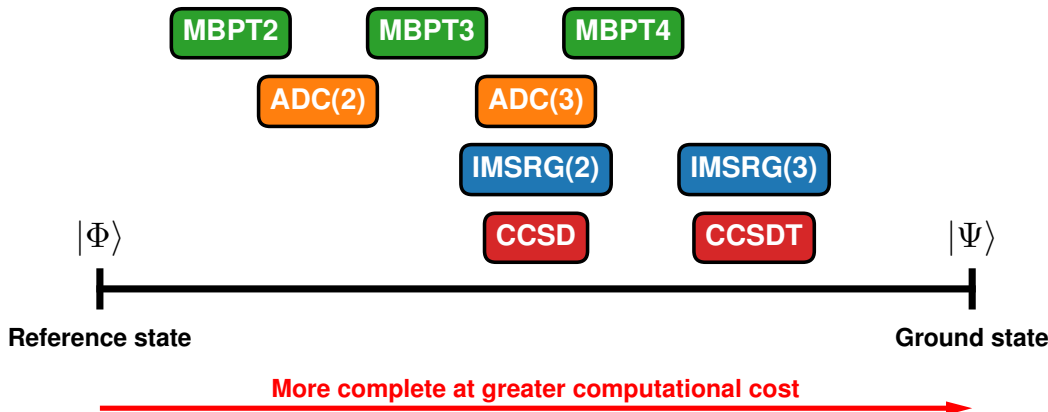 MBPT2 MBPT3 MBPT4
ADC(2) ADC(3)
IMSRG(2) IMSRG(3)
CCSD CCSDT
|Φ⟩ |Ψ⟩
Reference state Ground state
More complete at greater computational cost